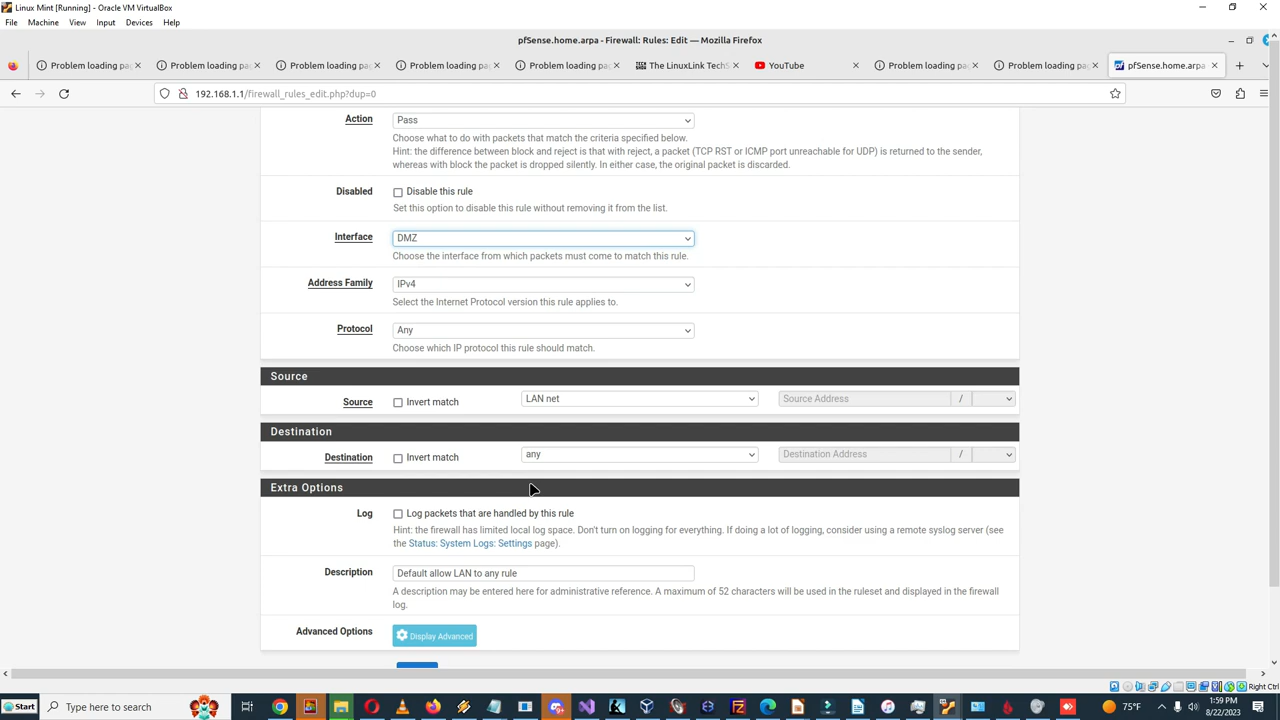 Linux Mint [Running] - Oracle VM VirtualBox
File Machine View Input Devices Help
pfSense.home.arpa - Firewall: Rules: Edit — Mozilla Firefox
Problem loading pag Problem loading pag Problem loading pag Problem loading pag Problem loading pag The LinuxLink TechS YouTube Problem loading pag Problem loading pag pfSense.home.arpa
192.168.1.1/firewall_rules_edit.php?dup=0
Action Pass
Choose what to do with packets that match the criteria specified below.
Hint: the difference between block and reject is that with reject, a packet (TCP RST or ICMP port unreachable for UDP) is returned to the sender,
whereas with block the packet is dropped silently. In either case, the original packet is discarded.
Disabled Disable this rule
Set this option to disable this rule without removing it from the list.
Interface DMZ
Choose the interface from which packets must come to match this rule.
Address Family IPv4
Select the Internet Protocol version this rule applies to.
Protocol Any
Choose which IP protocol this rule should match.
Source
Source Invert match LAN net Source Address /
Destination
Destination Invert match any Destination Address /
Extra Options
Log Log packets that are handled by this rule
Hint: the firewall has limited local log space. Don't turn on logging for everything. If doing a lot of logging, consider using a remote syslog server (see
the Status: System Logs: Settings page).
Description Default allow LAN to any rule
A description may be entered here for administrative reference. A maximum of 52 characters will be used in the ruleset and displayed in the firewall
log.
Advanced Options Display Advanced
Right Ctrl
Start Type here to search 75°F 1:59 PM
8/22/2023